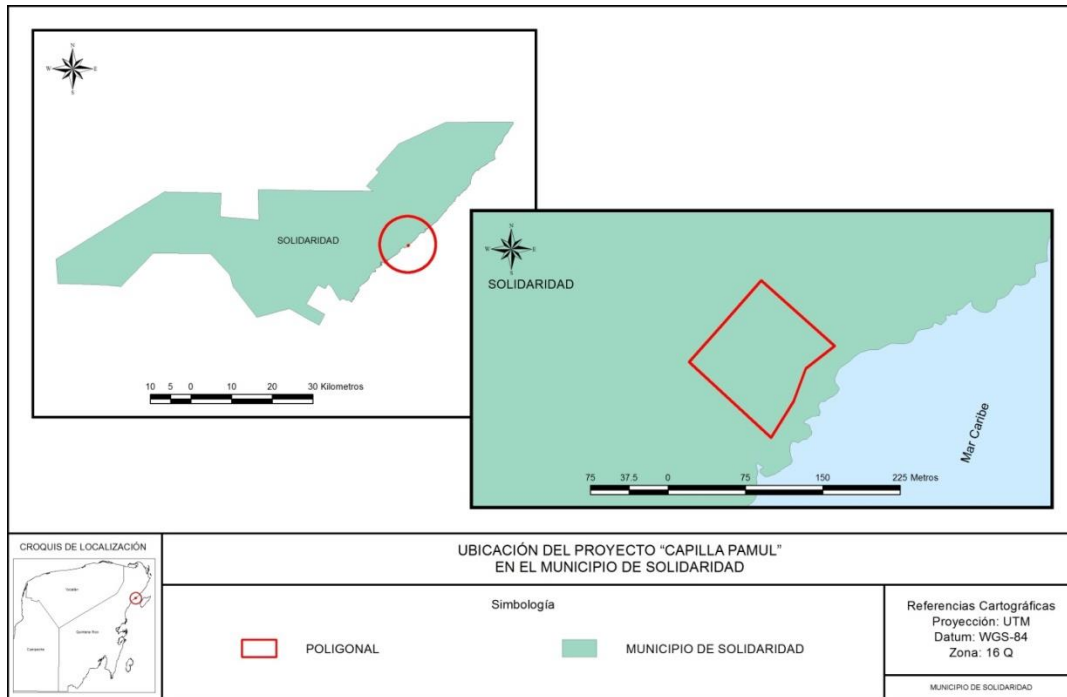 N
W
E
S
SOLIDARIDAD
10 5 0 10 20 30 Kilometros
N
W
E
S
SOLIDARIDAD
Mar Caribe
75 37.5 0 75 150 225 Metros
CROQUIS DE LOCALIZACIÓN
Yucatán
Quintana Roo
Campeche
UBICACIÓN DEL PROYECTO “CAPILLA PAMUL”
EN EL MUNICIPIO DE SOLIDARIDAD
Simbología
POLIGONAL
MUNICIPIO DE SOLIDARIDAD
Referencias Cartográficas
Proyección: UTM
Datum: WGS-84
Zona: 16 Q
MUNICIPIO DE SOLIDARIDAD